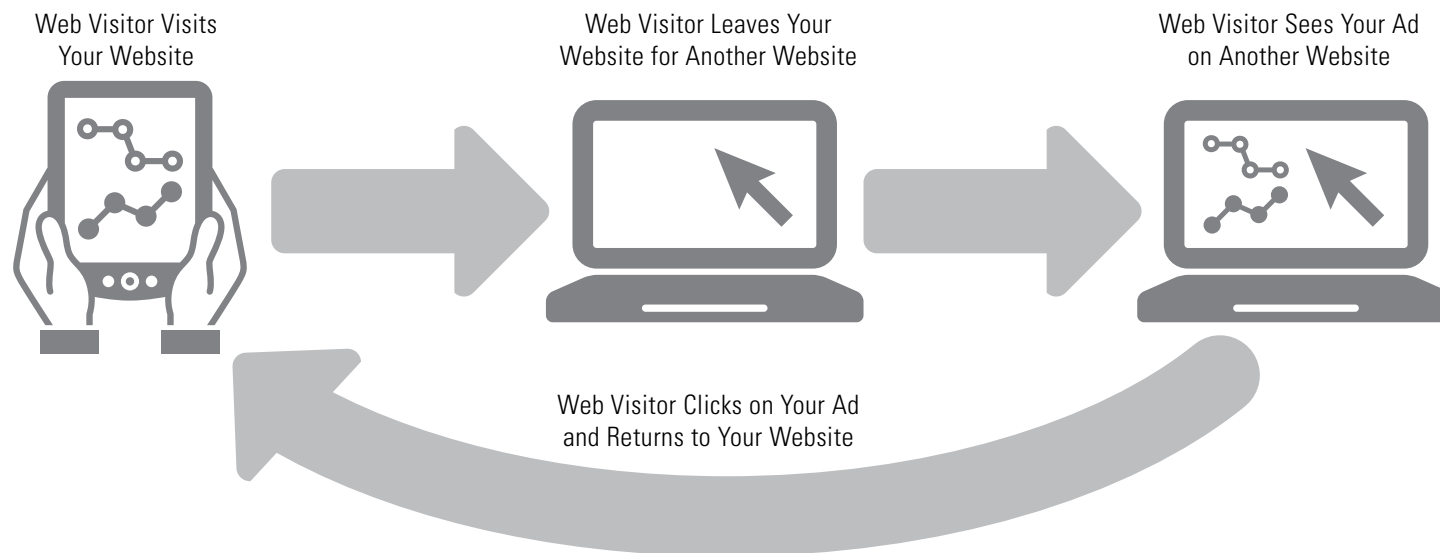 Web Visitor Visits
Your Website
Web Visitor Leaves Your
Website for Another Website
Web Visitor Sees Your Ad
on Another Website
Web Visitor Clicks on Your Ad
and Returns to Your Website